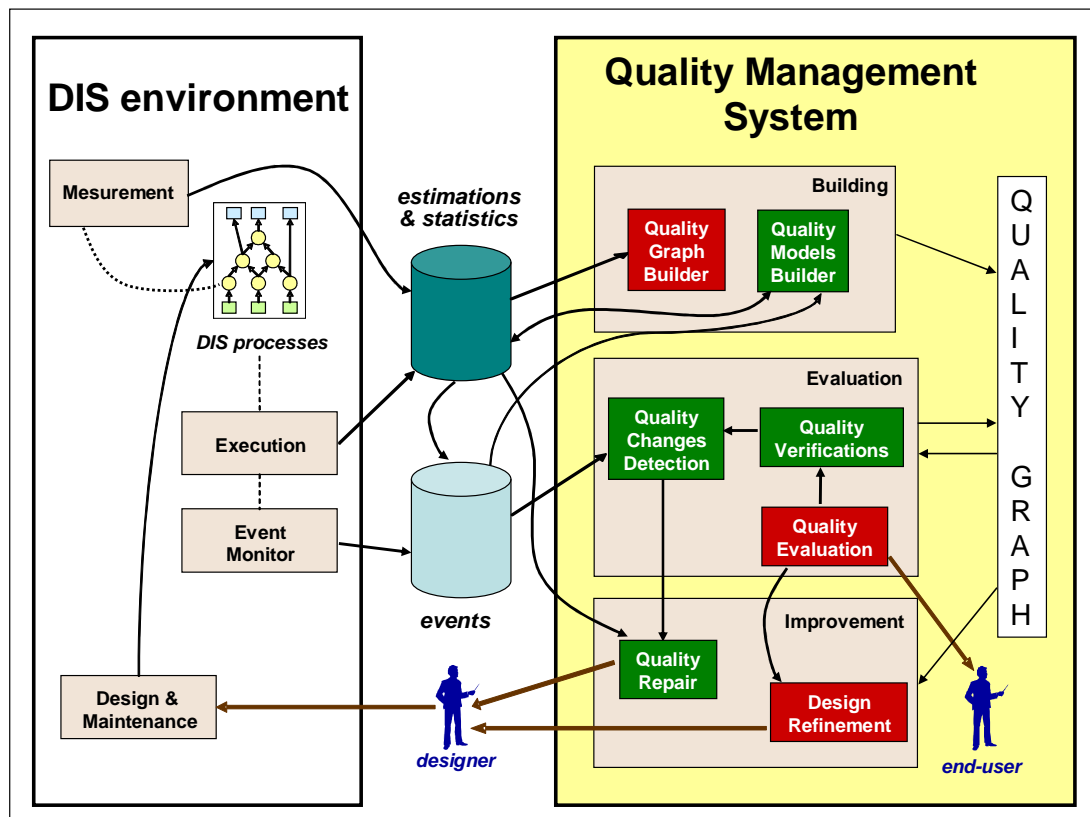 DIS environment
Mesurement
DIS processes
Execution
Event
Monitor
Design &
Maintenance
estimations
& statistics
events
designer
Quality Management
System
Building
Quality
Graph
Builder
Quality
Models
Builder
Evaluation
Quality
Changes
Detection
Quality
Verifications
Quality
Evaluation
Improvement
Quality
Repair
Design
Refinement
end-user
Q
U
A
L
I
T
Y
G
R
A
P
H